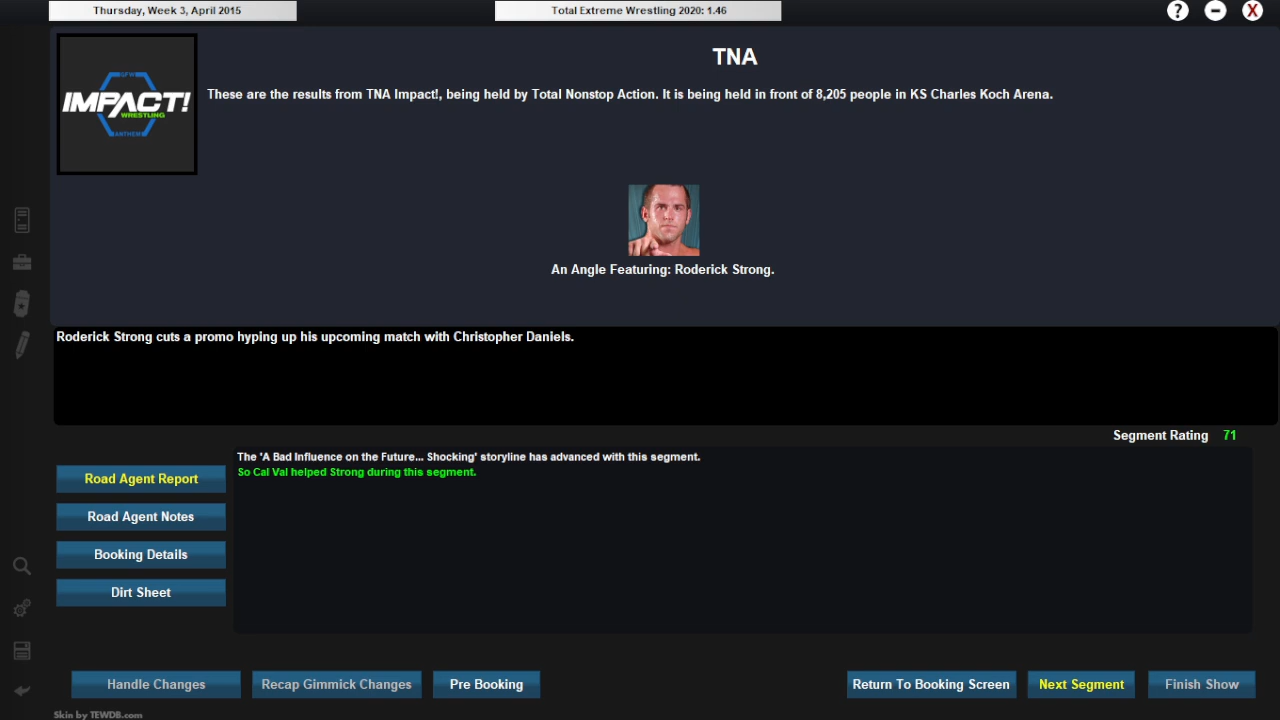 Thursday, Week 3, April 2015
Total Extreme Wrestling 2020: 1.46
?
X
GFW
IMPACT!
WRESTLING
ANTHEM
TNA
These are the results from TNA Impact!, being held by Total Nonstop Action. It is being held in front of 8,205 people in KS Charles Koch Arena.
An Angle Featuring: Roderick Strong.
Roderick Strong cuts a promo hyping up his upcoming match with Christopher Daniels.
Segment Rating 71
The 'A Bad Influence on the Future... Shocking' storyline has advanced with this segment.
So Cal Val helped Strong during this segment.
Road Agent Report
Road Agent Notes
Booking Details
Dirt Sheet
Handle Changes
Recap Gimmick Changes
Pre Booking
Return To Booking Screen
Next Segment
Finish Show
Skin by TEWDB.com